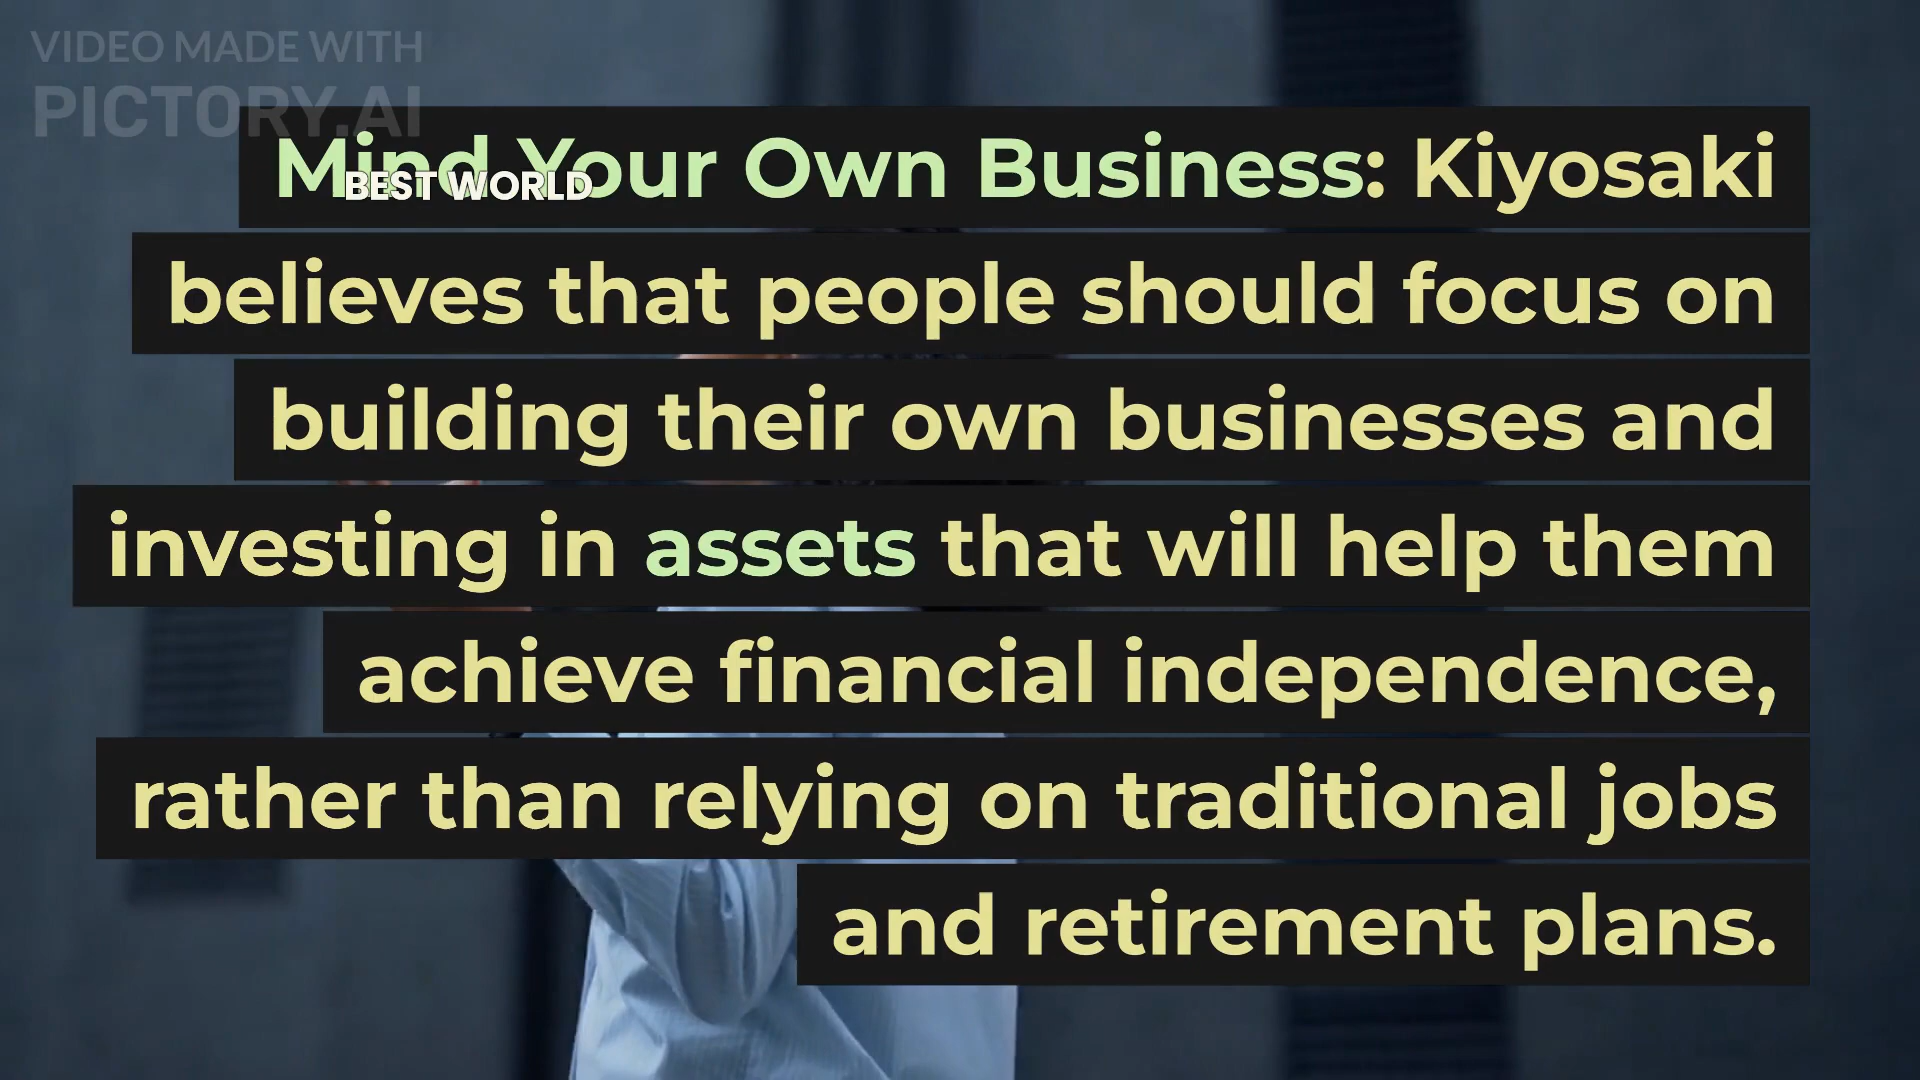 VIDEO MADE WITH
PICTORY.AI
Mind Your Own Business: Kiyosaki
BEST WORLD
believes that people should focus on
building their own businesses and
investing in assets that will help them
achieve financial independence,
rather than relying on traditional jobs
and retirement plans.